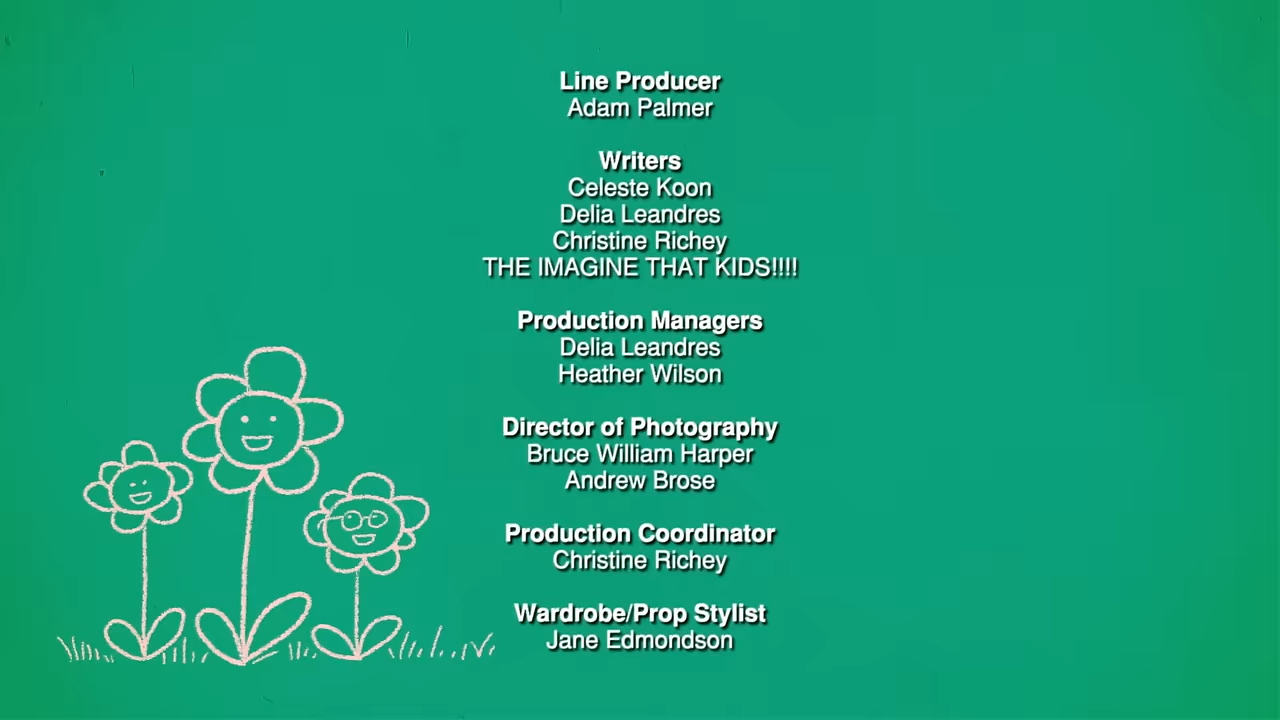 Line Producer
Adam Palmer
Writers
Celeste Koon
Delia Leandres
Christine Richey
THE IMAGINE THAT KIDS!!!!
Production Managers
Delia Leandres
Heather Wilson
Director of Photography
Bruce William Harper
Andrew Brose
Production Coordinator
Christine Richey
Wardrobe/Prop Stylist
Jane Edmondson